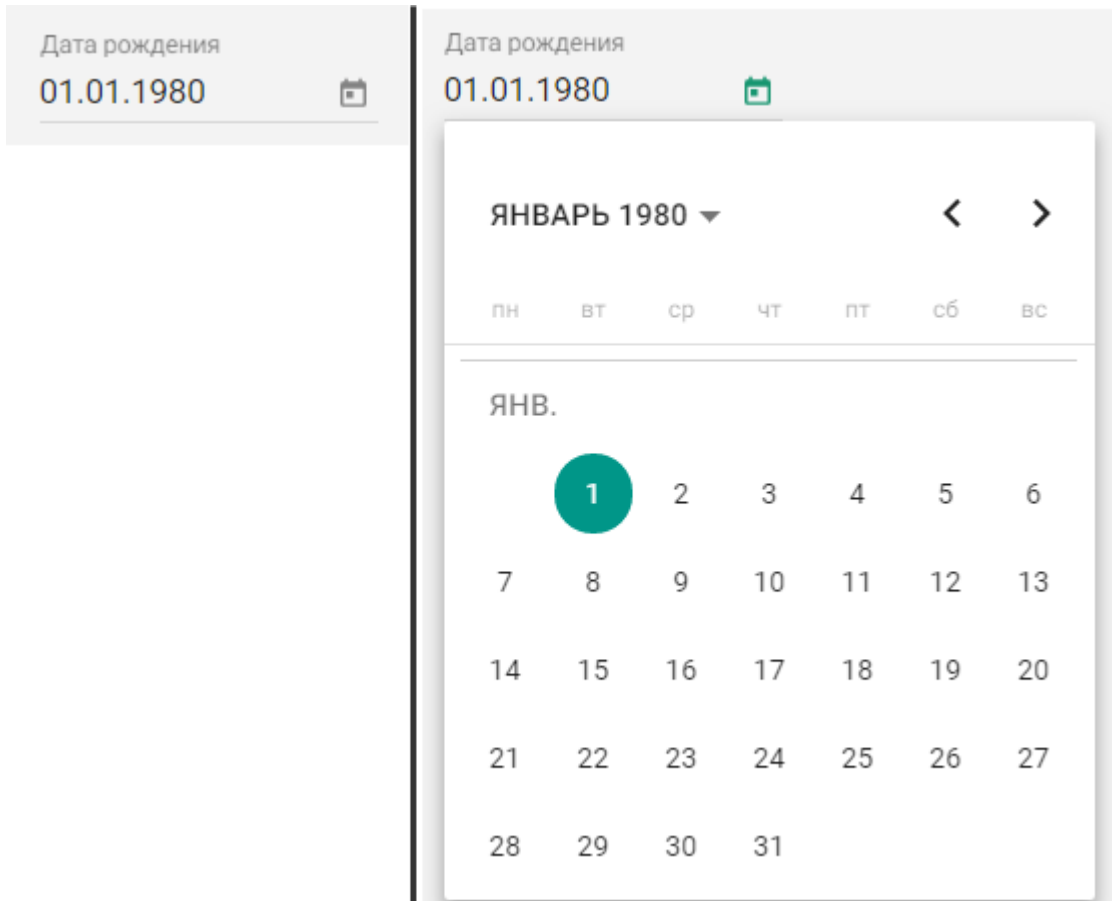 Дата рождения
01.01.1980
Дата рождения
01.01.1980
ЯНВАРЬ 1980
пн вт ср чт пт сб вс
ЯНВ.
1 2 3 4 5 6
7 8 9 10 11 12 13
14 15 16 17 18 19 20
21 22 23 24 25 26 27
28 29 30 31